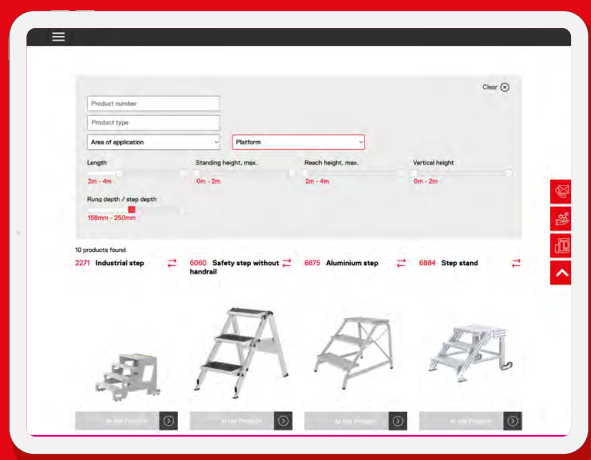 Clear
Product number
Product type
Area of application
Platform
Length
Standing height, max.
Reach height, max.
Vertical height
2m - 4m
0m - 2m
2m - 4m
0m - 2m
Rung depth / step depth
158mm - 250mm
10 products found
2271 Industrial step
6060 Safety step without
handrail
6875 Aluminium step
6884 Step stand